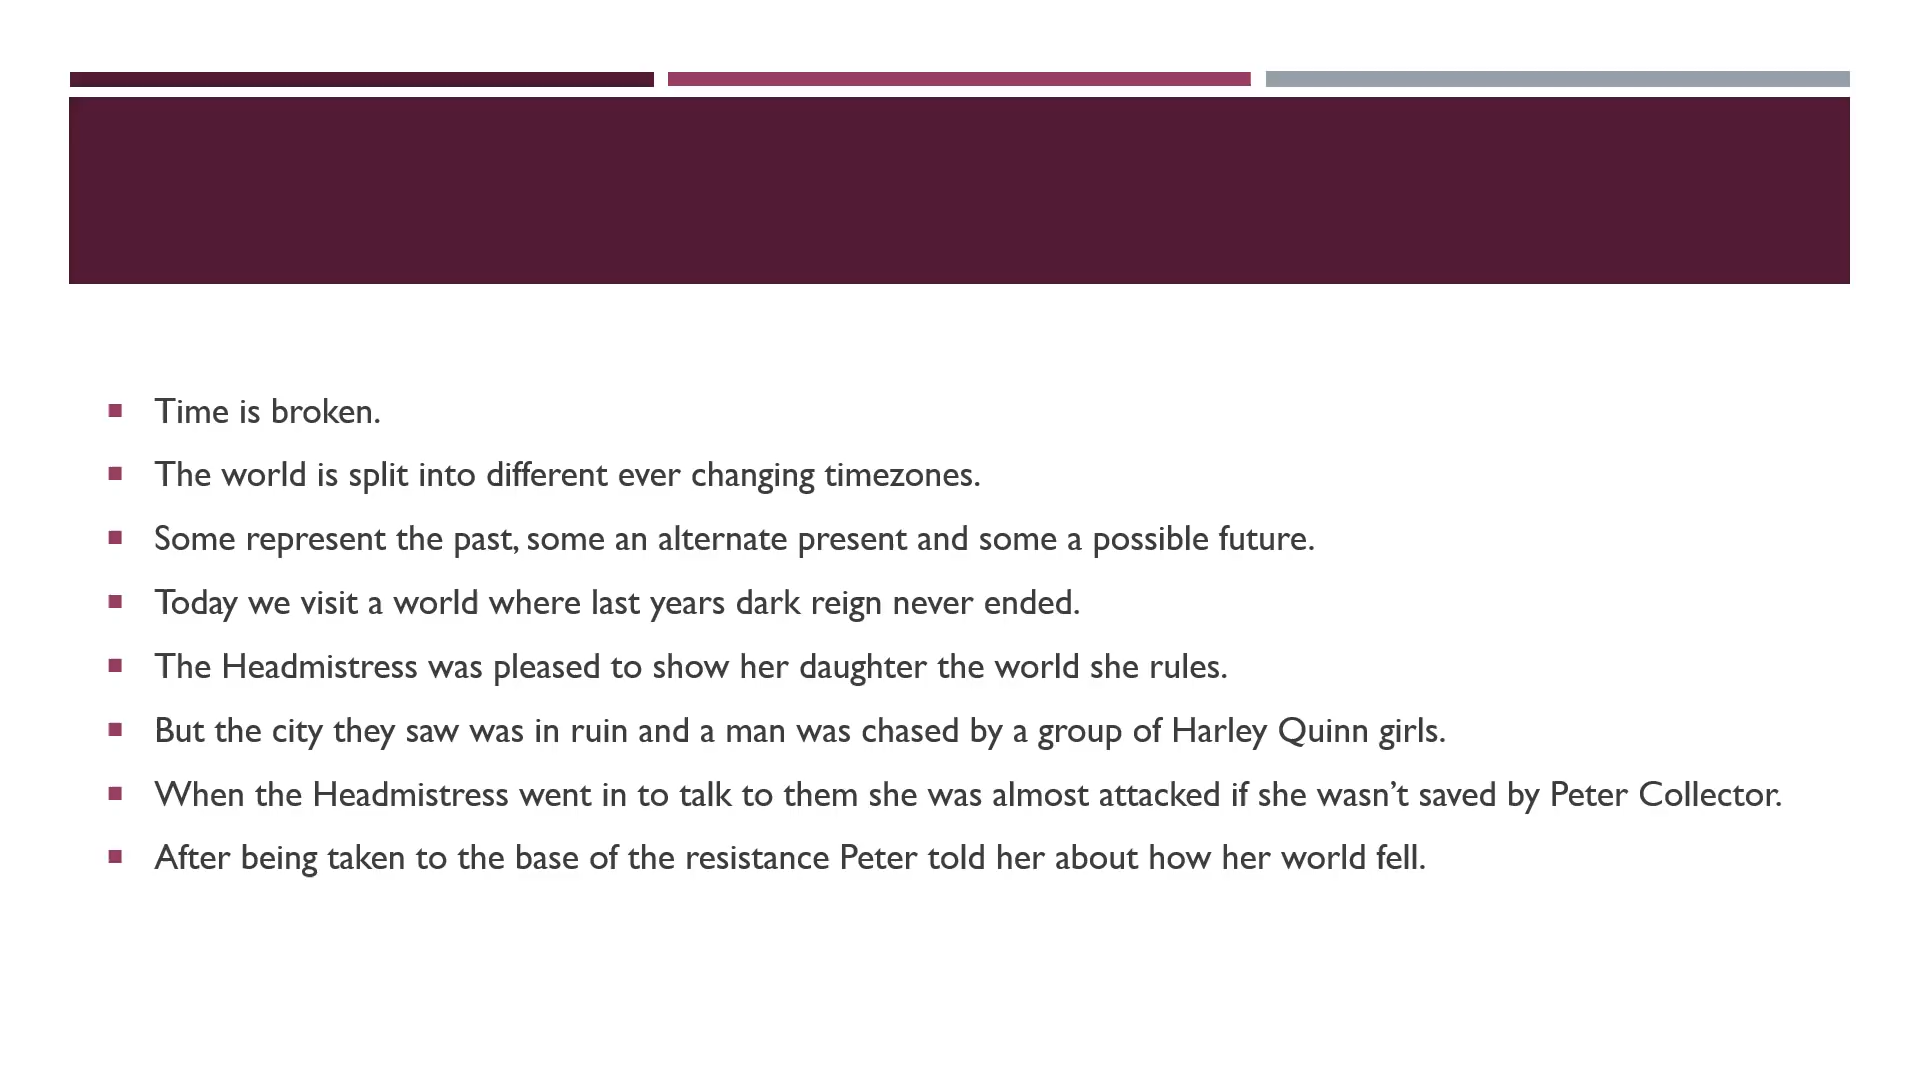 Time is broken.
The world is split into different ever changing timezones.
Some represent the past, some an alternate present and some a possible future.
Today we visit a world where last years dark reign never ended.
The Headmistress was pleased to show her daughter the world she rules.
But the city they saw was in ruin and a man was chased by a group of Harley Quinn girls.
When the Headmistress went in to talk to them she was almost attacked if she wasn’t saved by Peter Collector.
After being taken to the base of the resistance Peter told her about how her world fell.